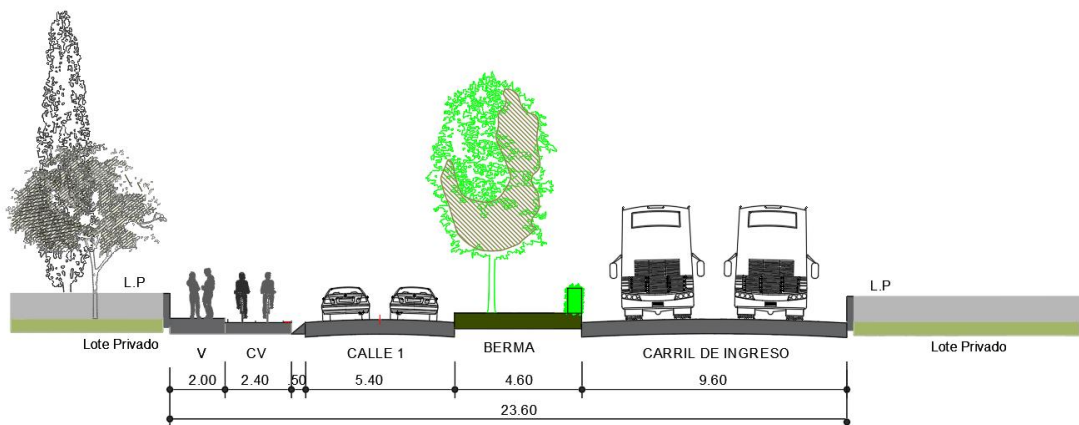 L.P
L.P
Lote Privado
V
CV
CALLE 1
BERMA
CARRIL DE INGRESO
Lote Privado
2.00
2.40
.50
5.40
4.60
9.60
23.60